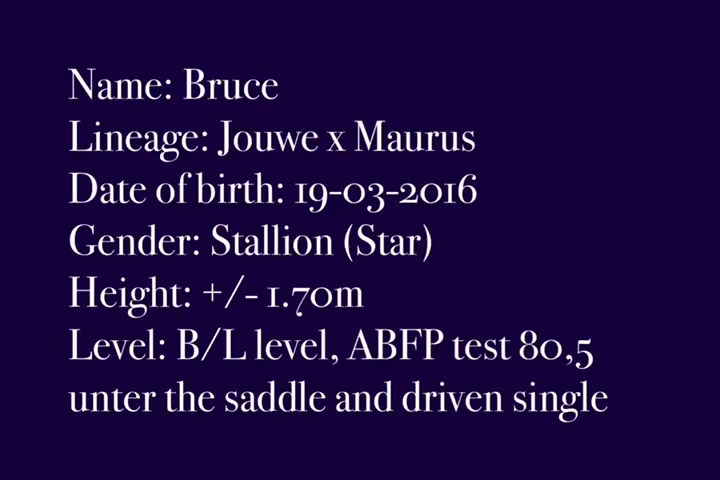 Name: Bruce
Lineage: Jouwe x Maurus
Date of birth: 19-03-2016
Gender: Stallion (Star)
Height: +/- 1.70m
Level: B/L level, ABFP test 80,5
unter the saddle and driven single